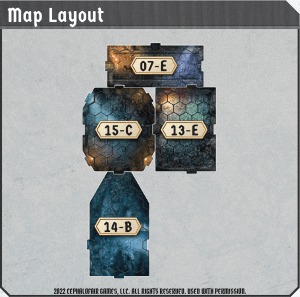 Map Layout
07-E
15-C
13-E
14-B
2022 CEPHALOFAIR GAMES, LLC. ALL RIGHTS RESERVED. USED WITH PERMISSION.